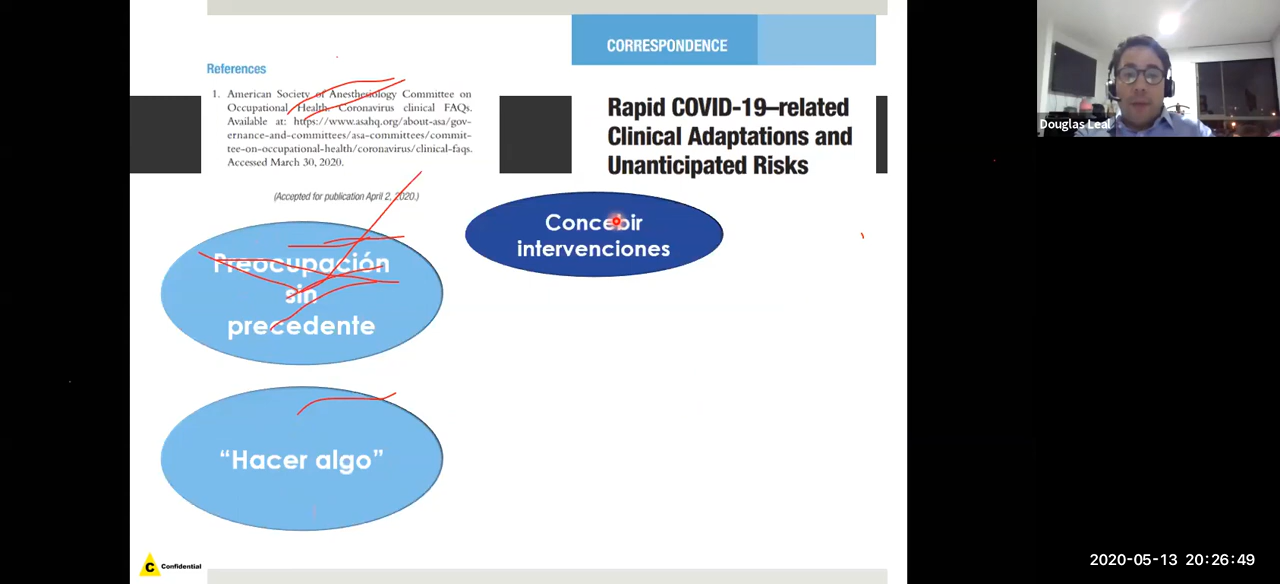 CORRESPONDENCE
References
1. American Society of Anesthesiology Committee on
Occupational Health. Coronavirus clinical FAQs.
Available at: https://www.asahq.org/about-asa/gov-
ernance-and-committees/asa-committees/commit-
tee-on-occupational-health/coronavirus/clinical-faqs.
Accessed March 30, 2020.
(Accepted for publication April 2, 2020.)
Rapid COVID-19–related
Clinical Adaptations and
Unanticipated Risks
Douglas Leal
Preocupación
sin
precedente
Concebir
intervenciones
“Hacer algo”
C Confidential
2020-05-13 20:26:49